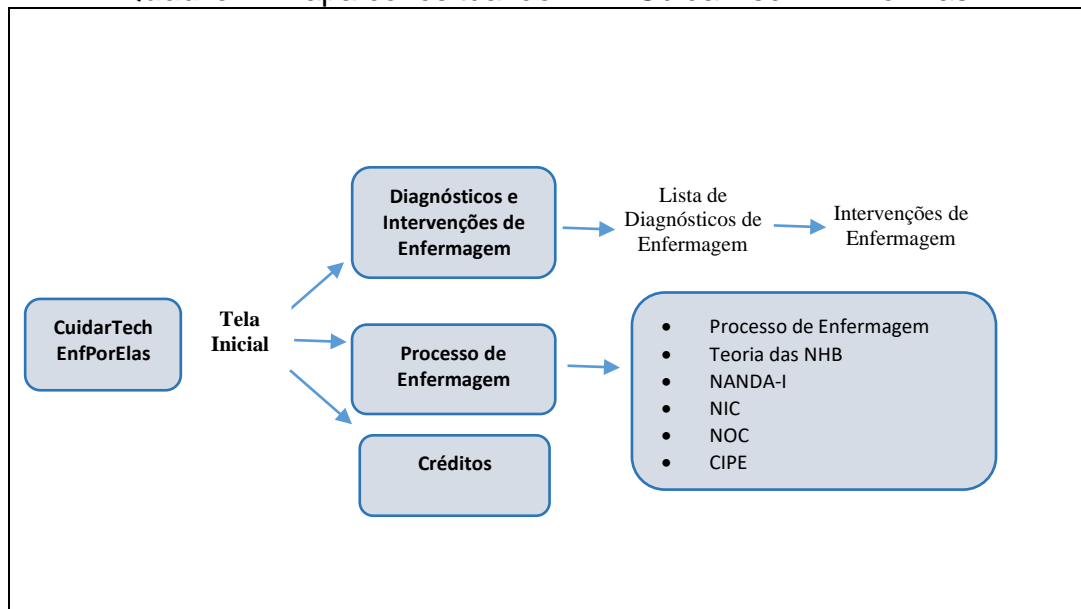 Diagnósticos e
Intervenções de
Enfermagem
Lista de
Diagnósticos de
Enfermagem
Intervenções de
Enfermagem
CuidarTech
EnfPorElas
Tela
Inicial
Processo de
Enfermagem
• Processo de Enfermagem
• Teoria das NHB
• NANDA-I
• NIC
• NOC
• CIPE
Créditos